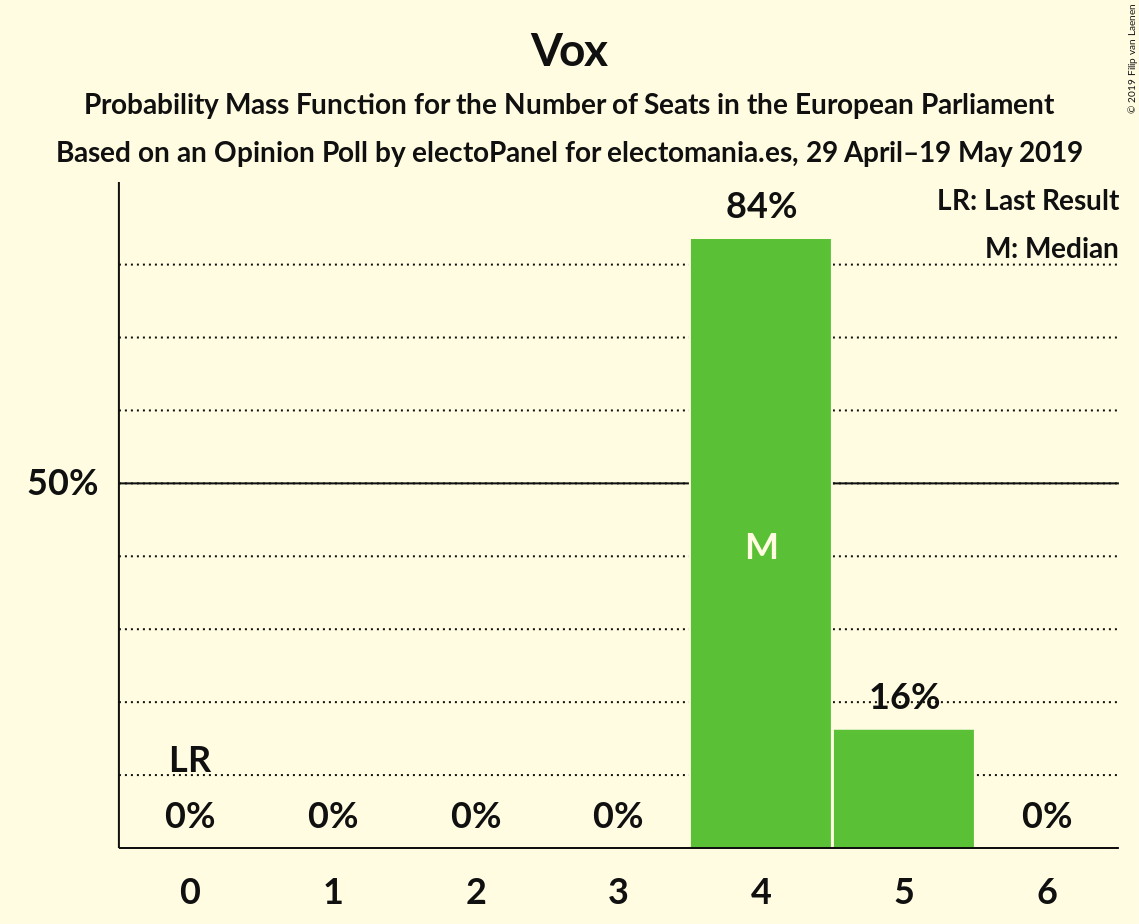 Vox
Probability Mass Function for the Number of Seats in the European Parliament
Based on an Opinion Poll by electoPanel for electomania.es, 29 April–19 May 2019
© 2019 Filip van Laenen
LR: Last Result
M: Median
84%
50%
M
16%
LR
0% 0% 0% 0% 0%
0 1 2 3 4 5 6